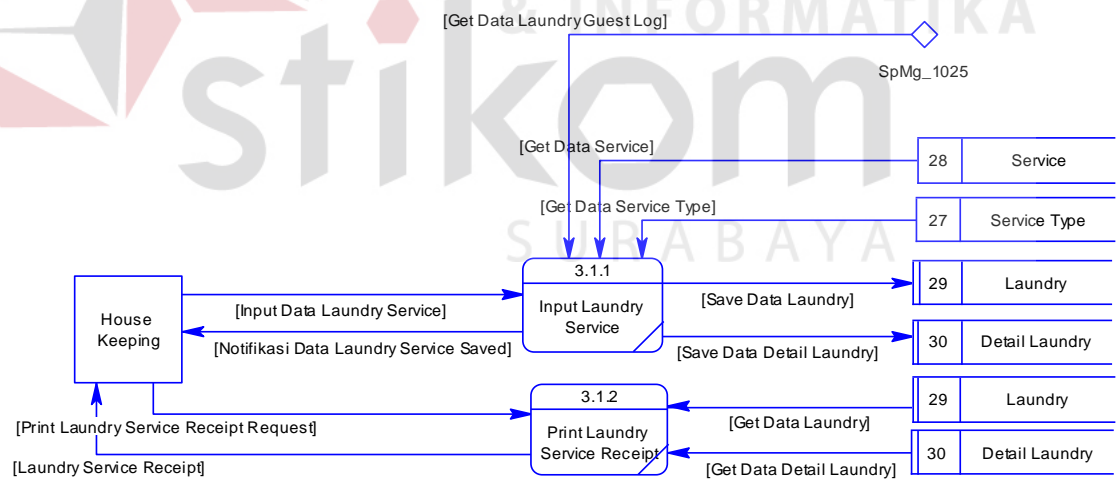 & INFORMATIKA
stikom
SURABAYA
[Get Data Laundry Guest Log]
SpMg_1025
[Get Data Service]
28 Service
[Get Data Service Type]
27 Service Type
3.1.1
Input Laundry
Service
House
Keeping
[Input Data Laundry Service]
[Notifikasi Data Laundry Service Saved]
[Save Data Laundry]
29 Laundry
[Save Data Detail Laundry]
30 Detail Laundry
3.1.2
Print Laundry
Service Receipt
[Print Laundry Service Receipt Request]
[Laundry Service Receipt]
[Get Data Laundry]
29 Laundry
[Get Data Detail Laundry]
30 Detail Laundry